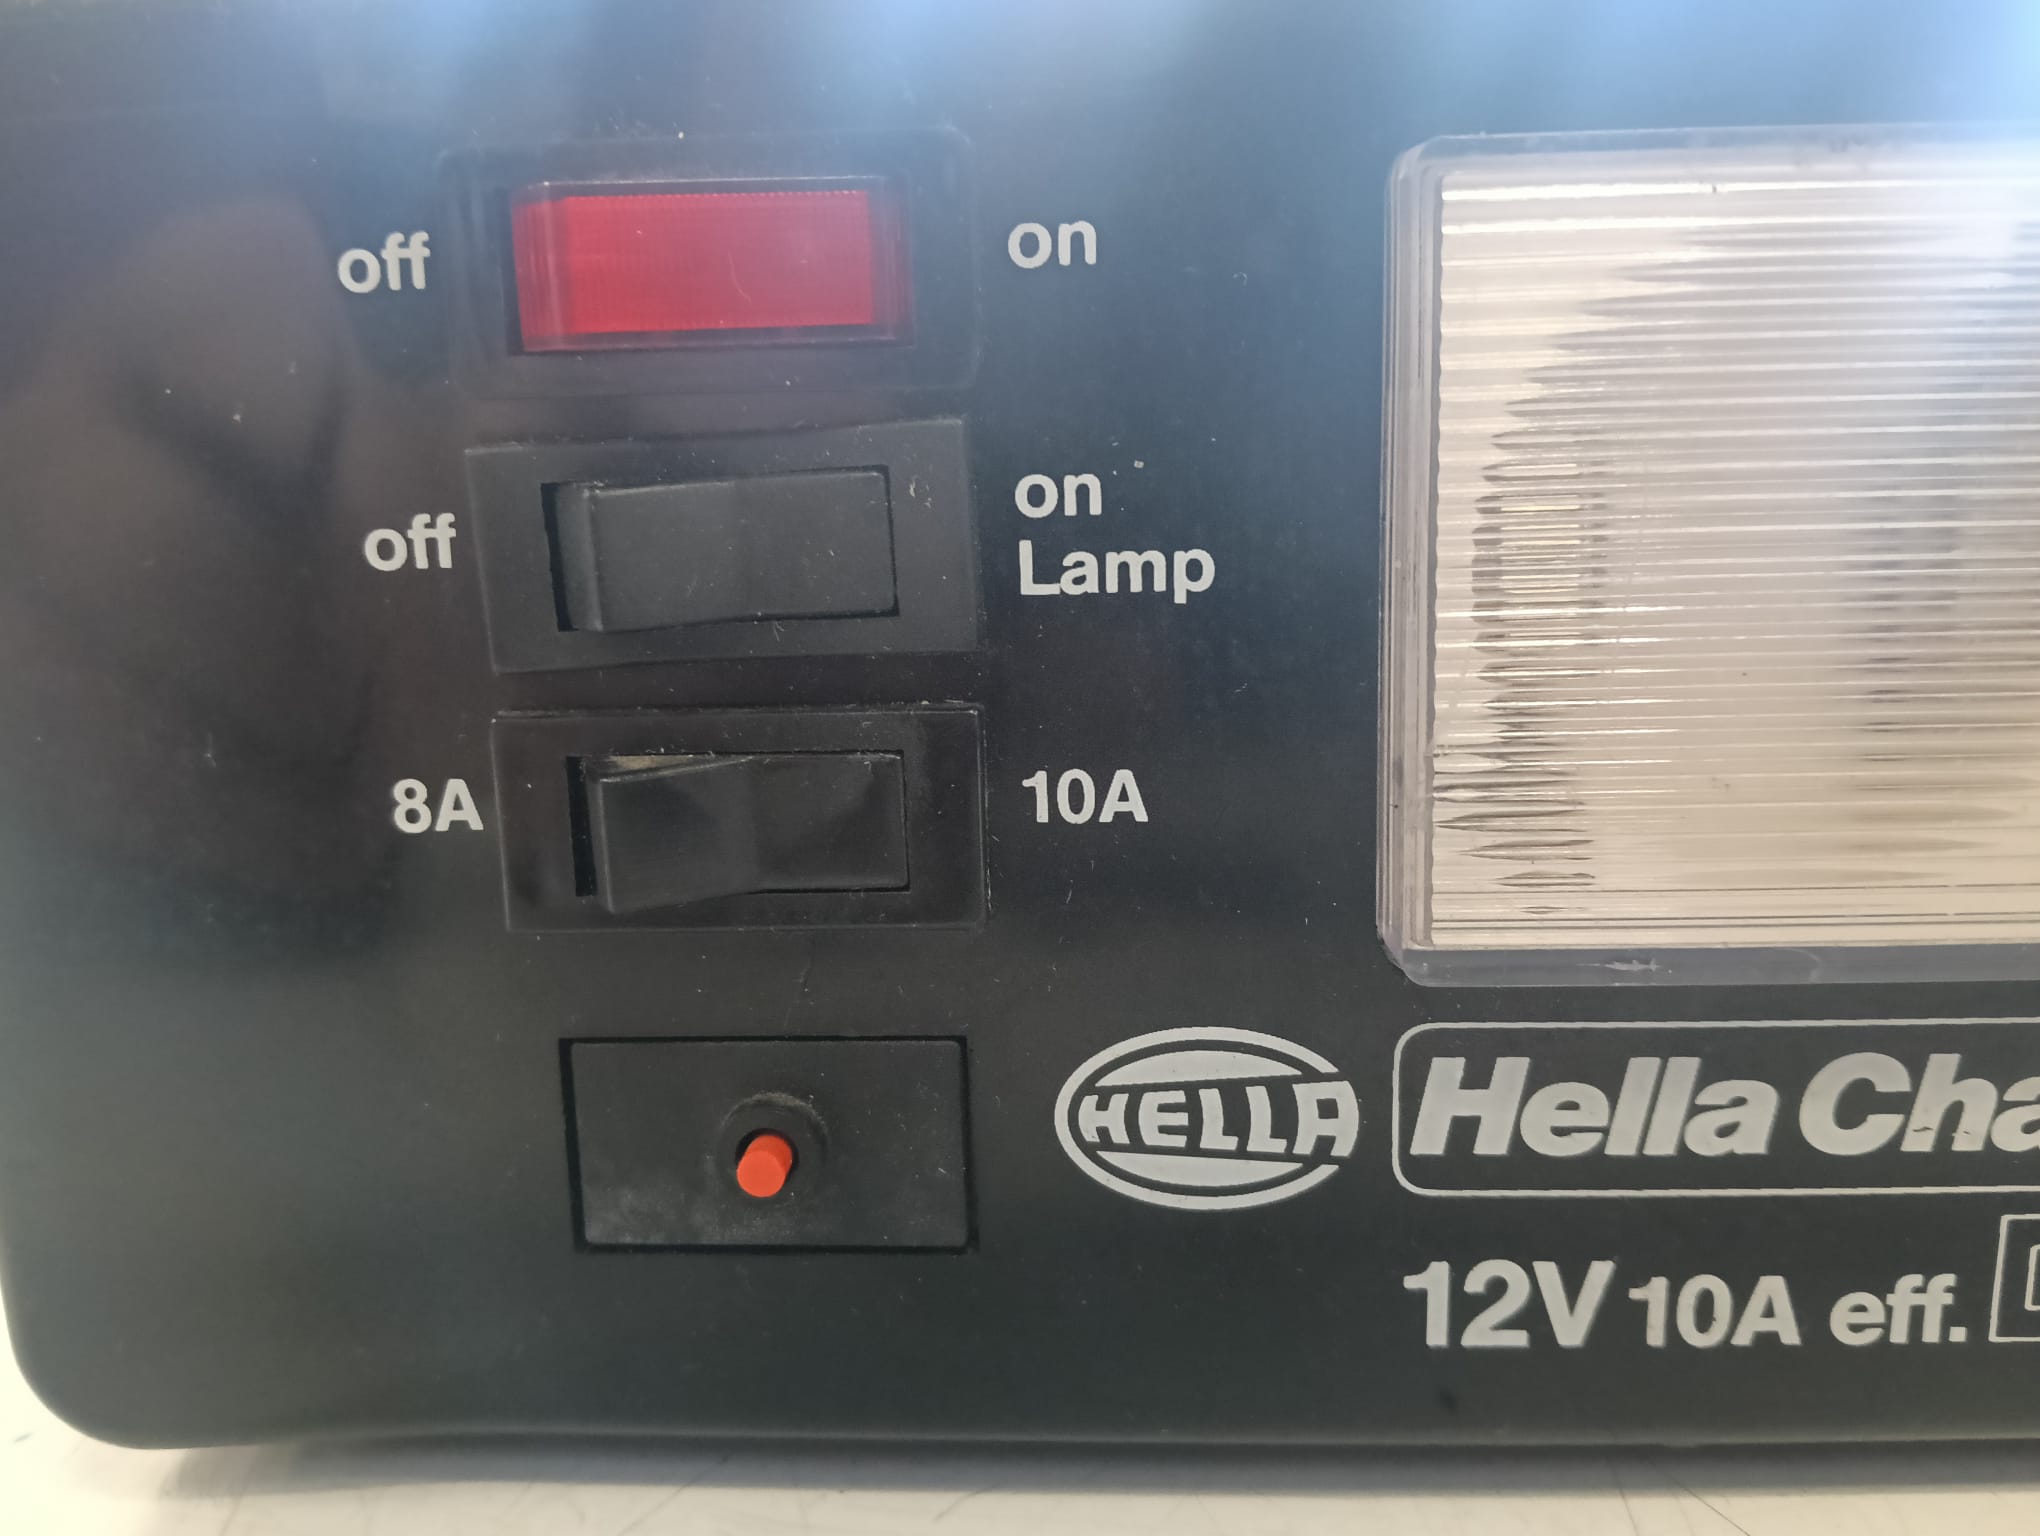 off on
off on
Lamp
8A 10A
HELLA Hella Cha
12V 10A eff.